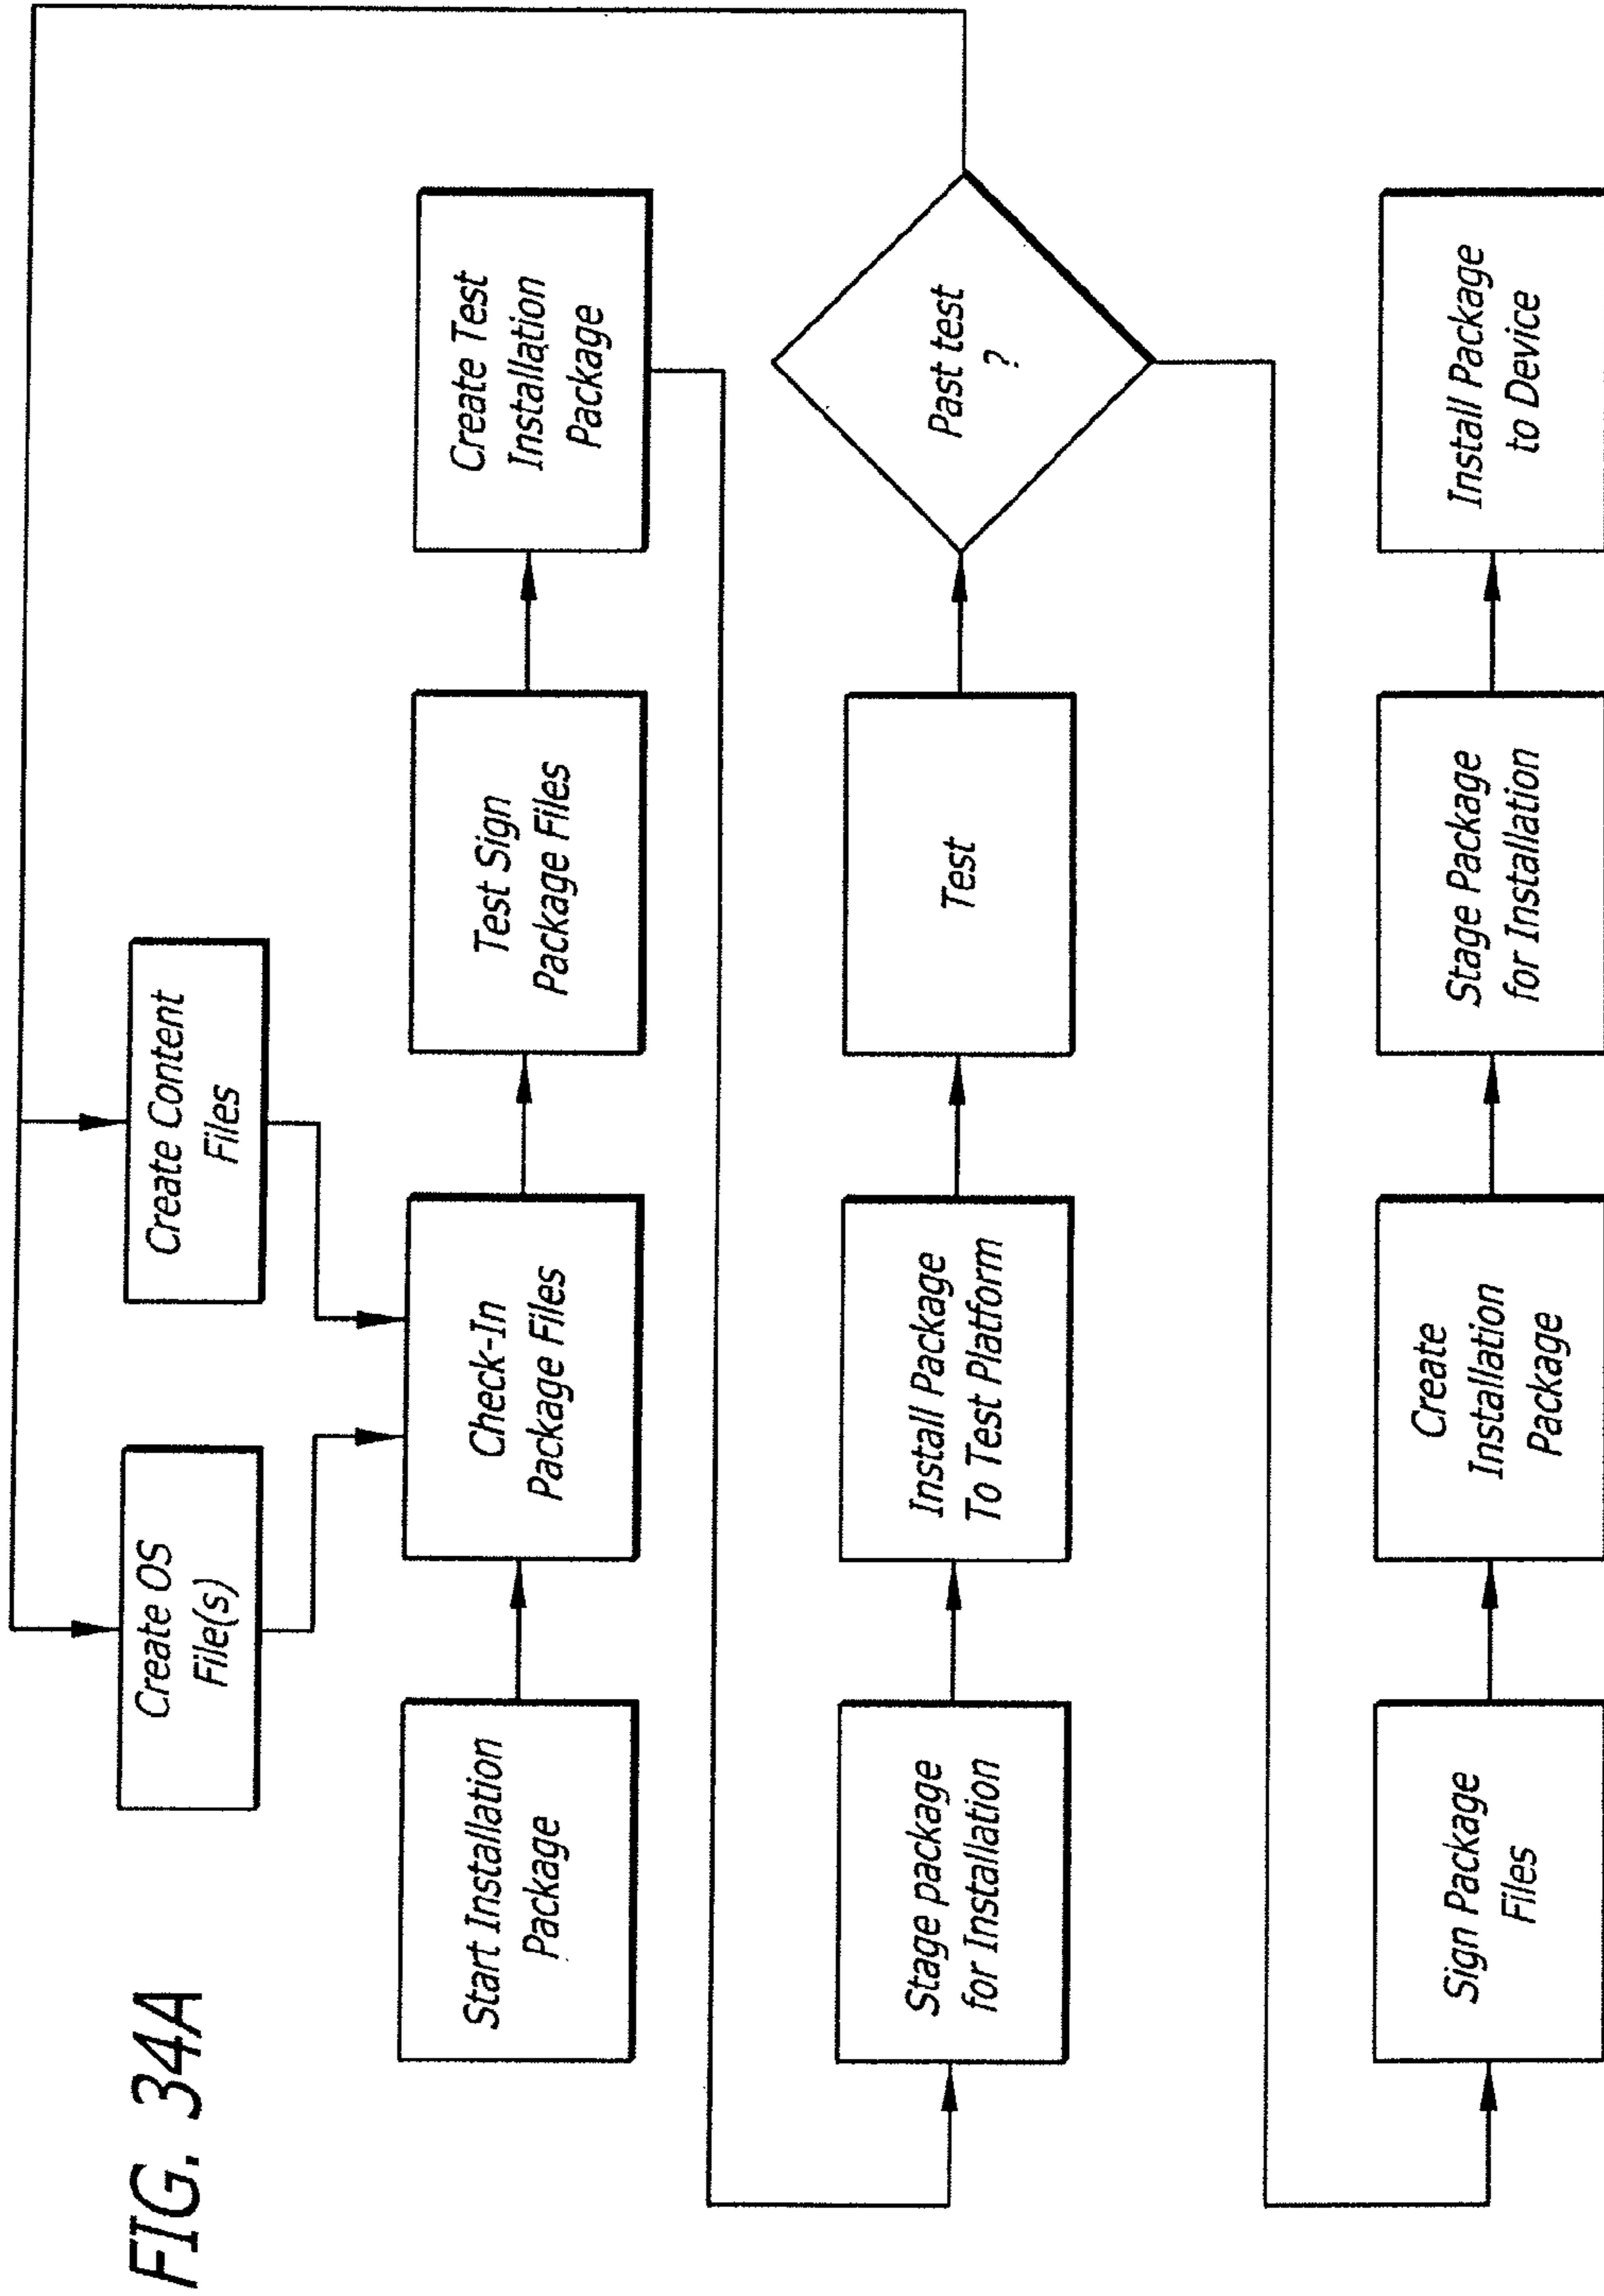 FIG. 34A
Create OS
File(s)
Create Content
Files
Start Installation
Package
Check-In
Package Files
Test Sign
Package Files
Create Test
Installation
Package
Stage package
for Installation
Install Package
To Test Platform
Test
Past test
?
Sign Package
Files
Create
Installation
Package
Stage Package
for Installation
Install Package
to Device